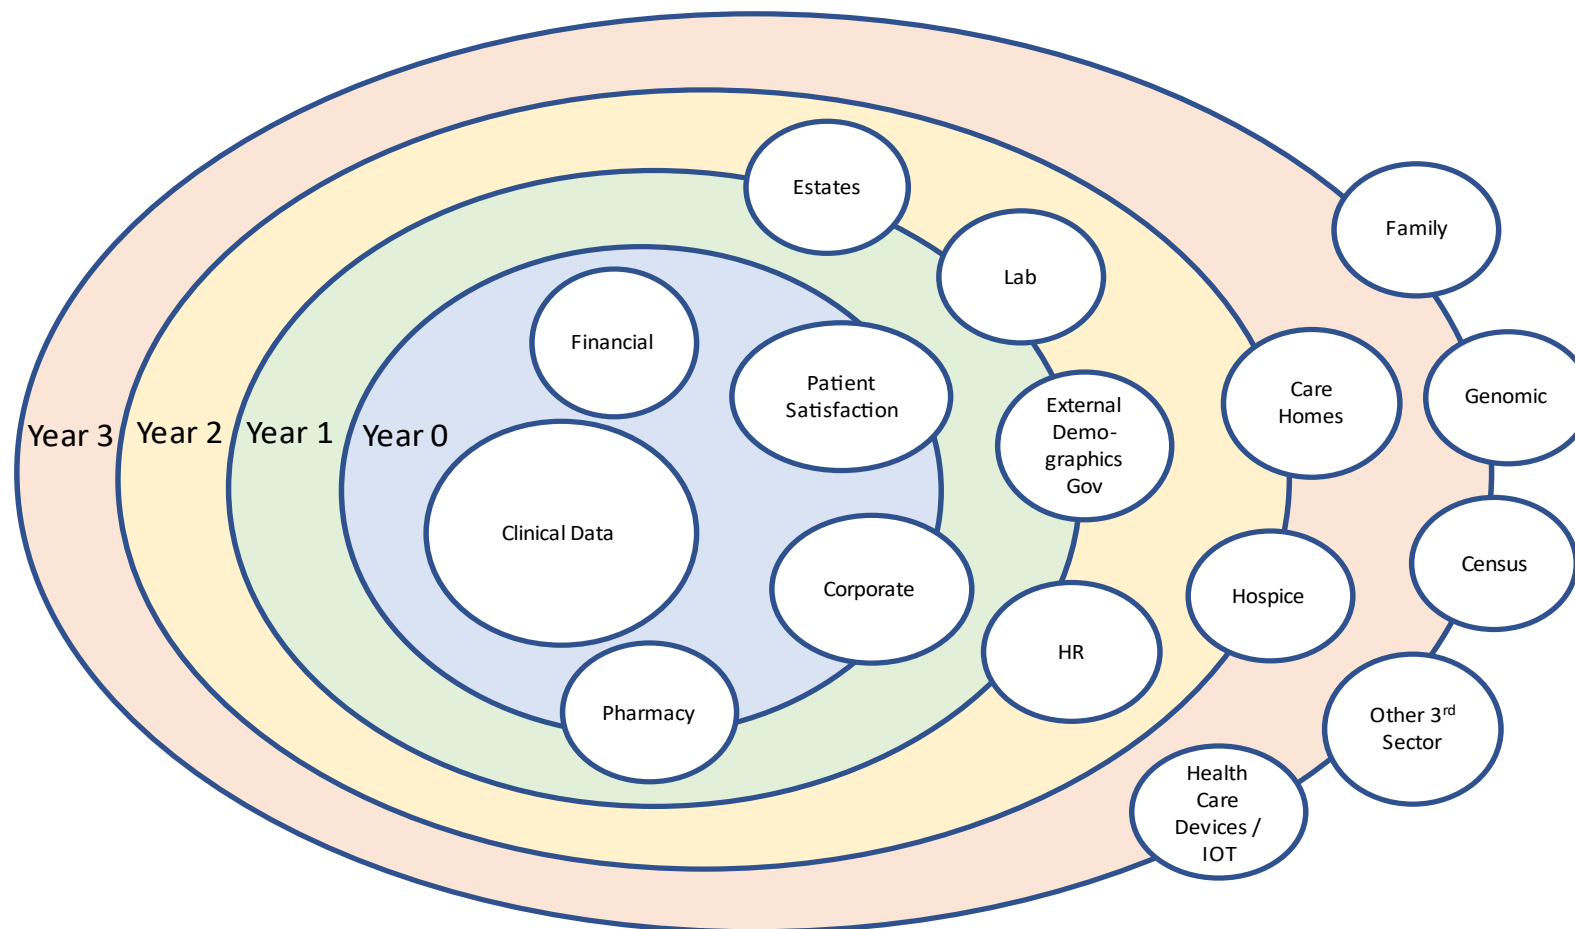 Year 3
Year 2
Year 1
Year 0
Financial
Clinical Data
Pharmacy
Patient
Satisfaction
Corporate
Estates
Lab
External
Demo-
graphics
Gov
HR
Care
Homes
Hospice
Family
Genomic
Census
Other 3rd
Sector
Health
Care
Devices /
IOT